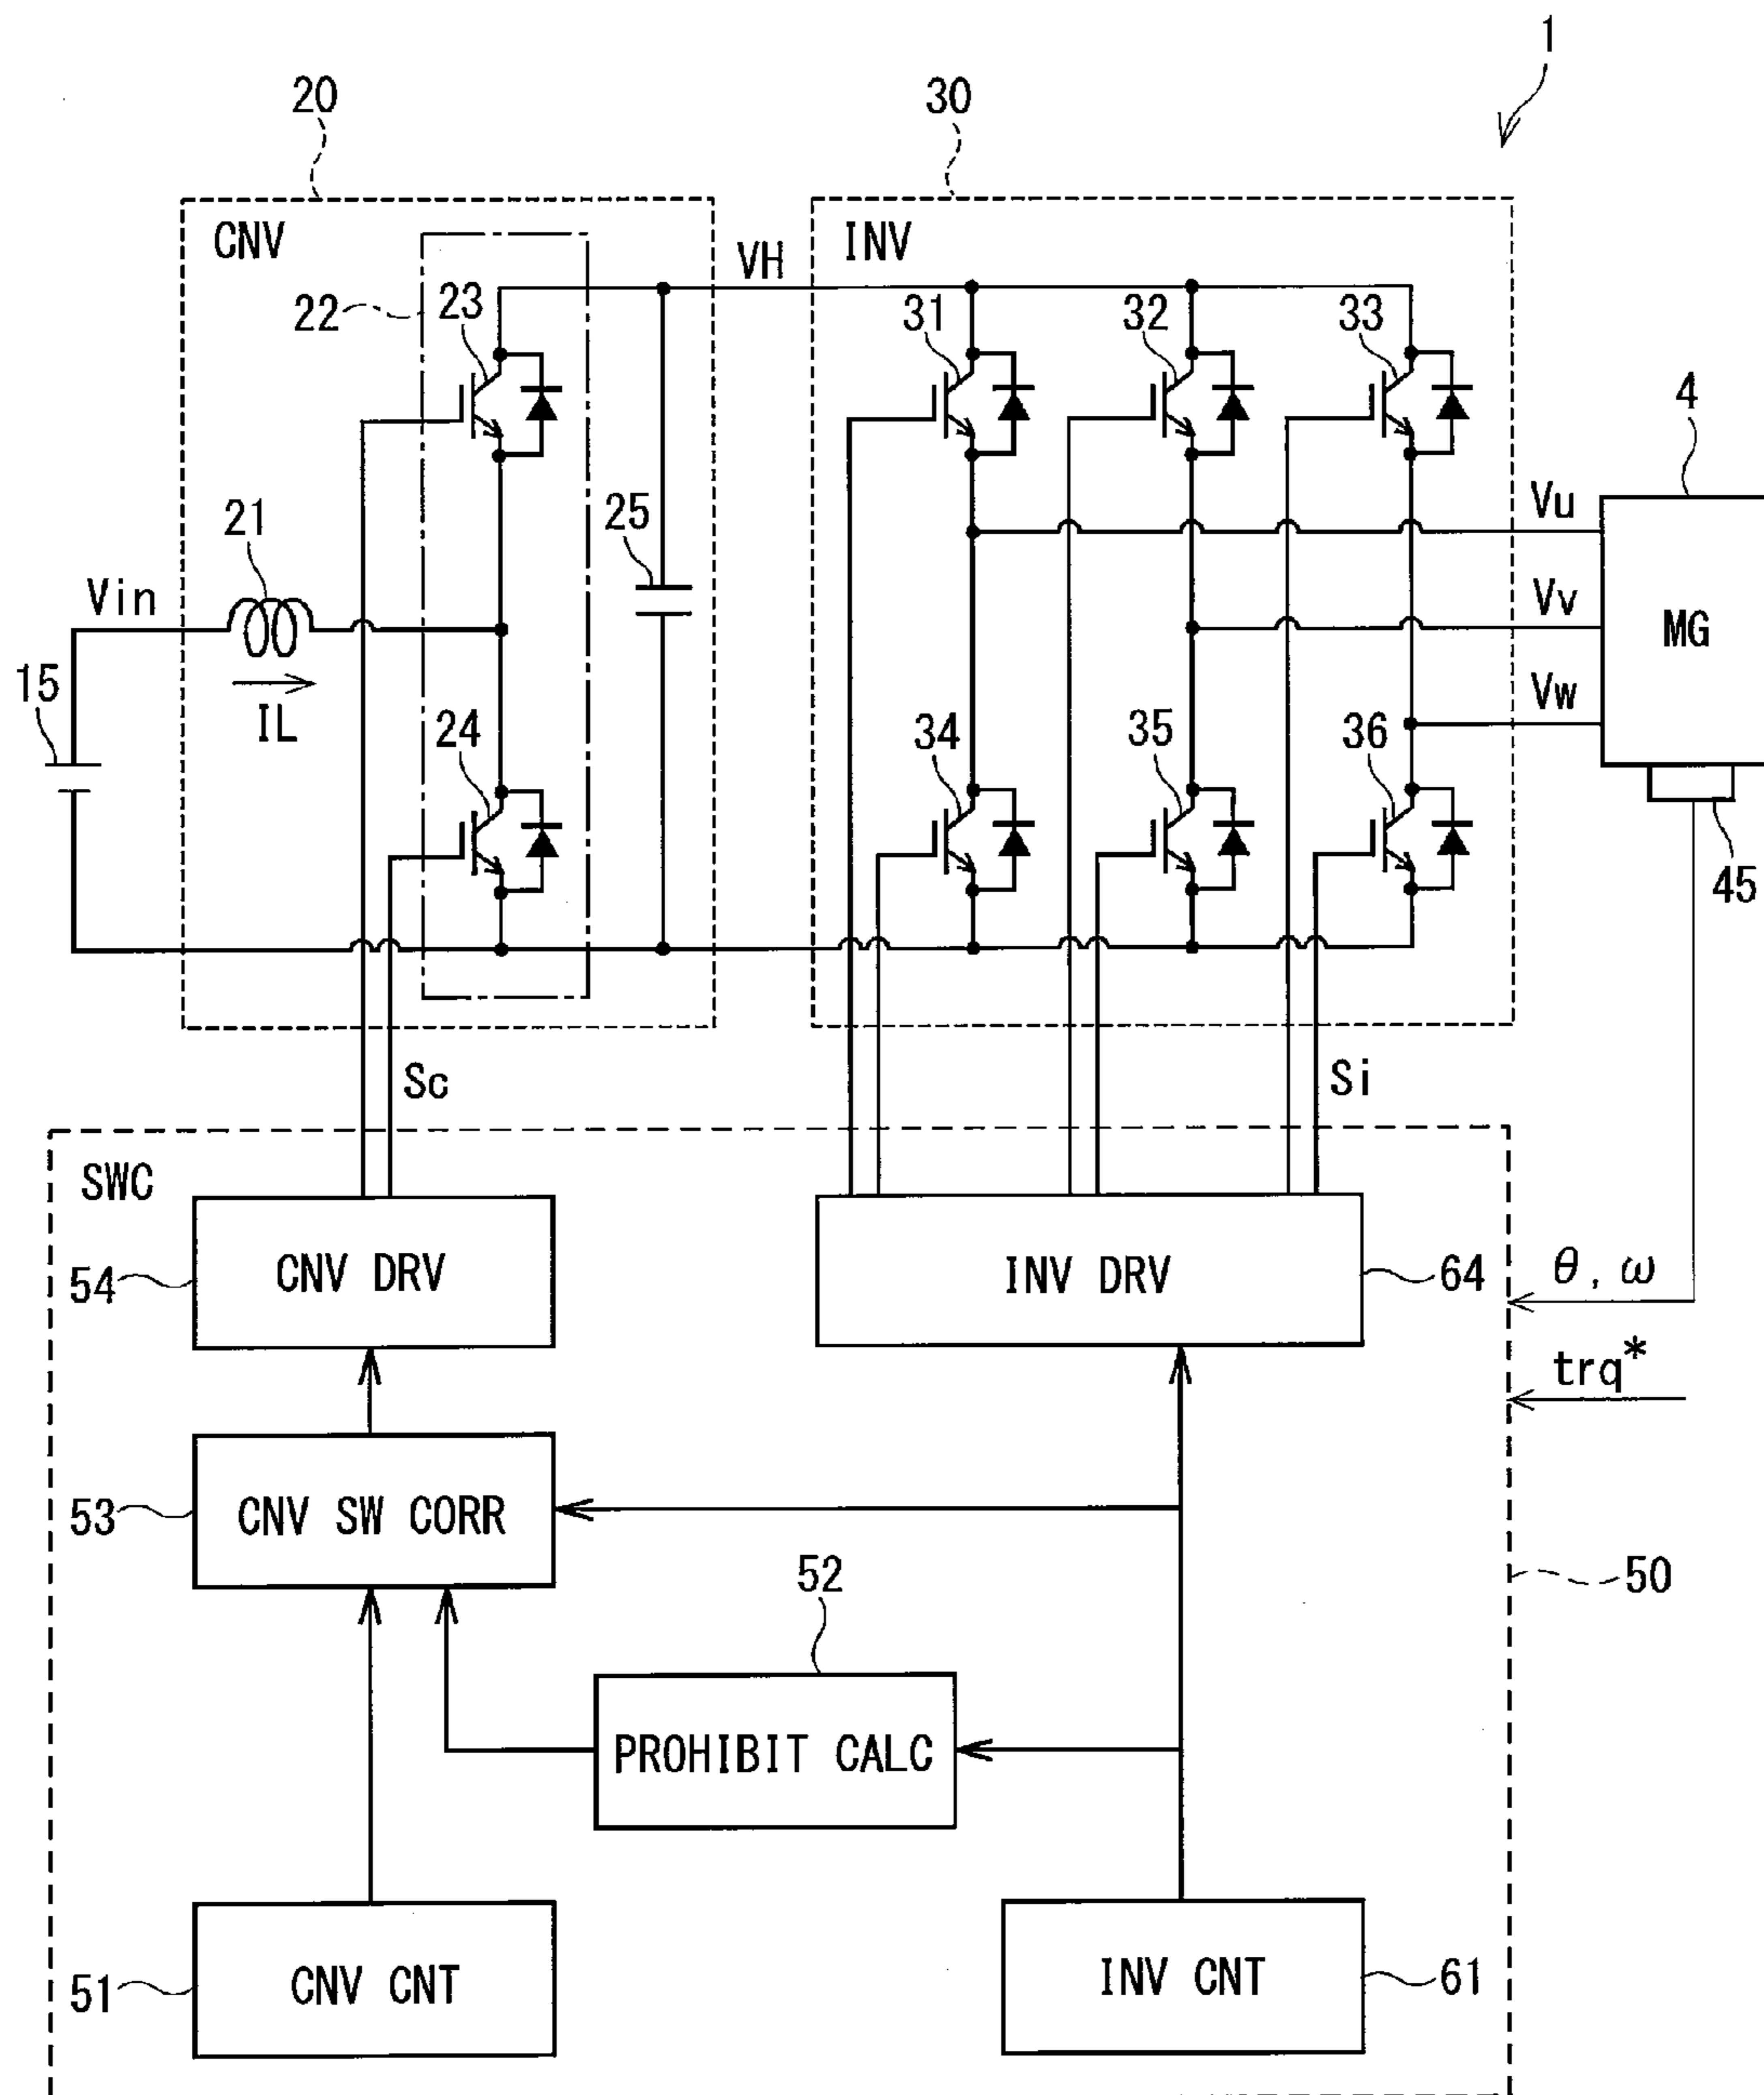 1
20
30
CNV
INV
VH
22
23
31
32
33
4
21
25
Vu
Vin
Vv
MG
15
IL
Vw
24
34
35
36
45
Sc
Si
SWC
54
CNV DRV
INV DRV
64
θ, ω
trq*
53
CNV SW CORR
52
50
PROHIBIT CALC
51
CNV CNT
INV CNT
61